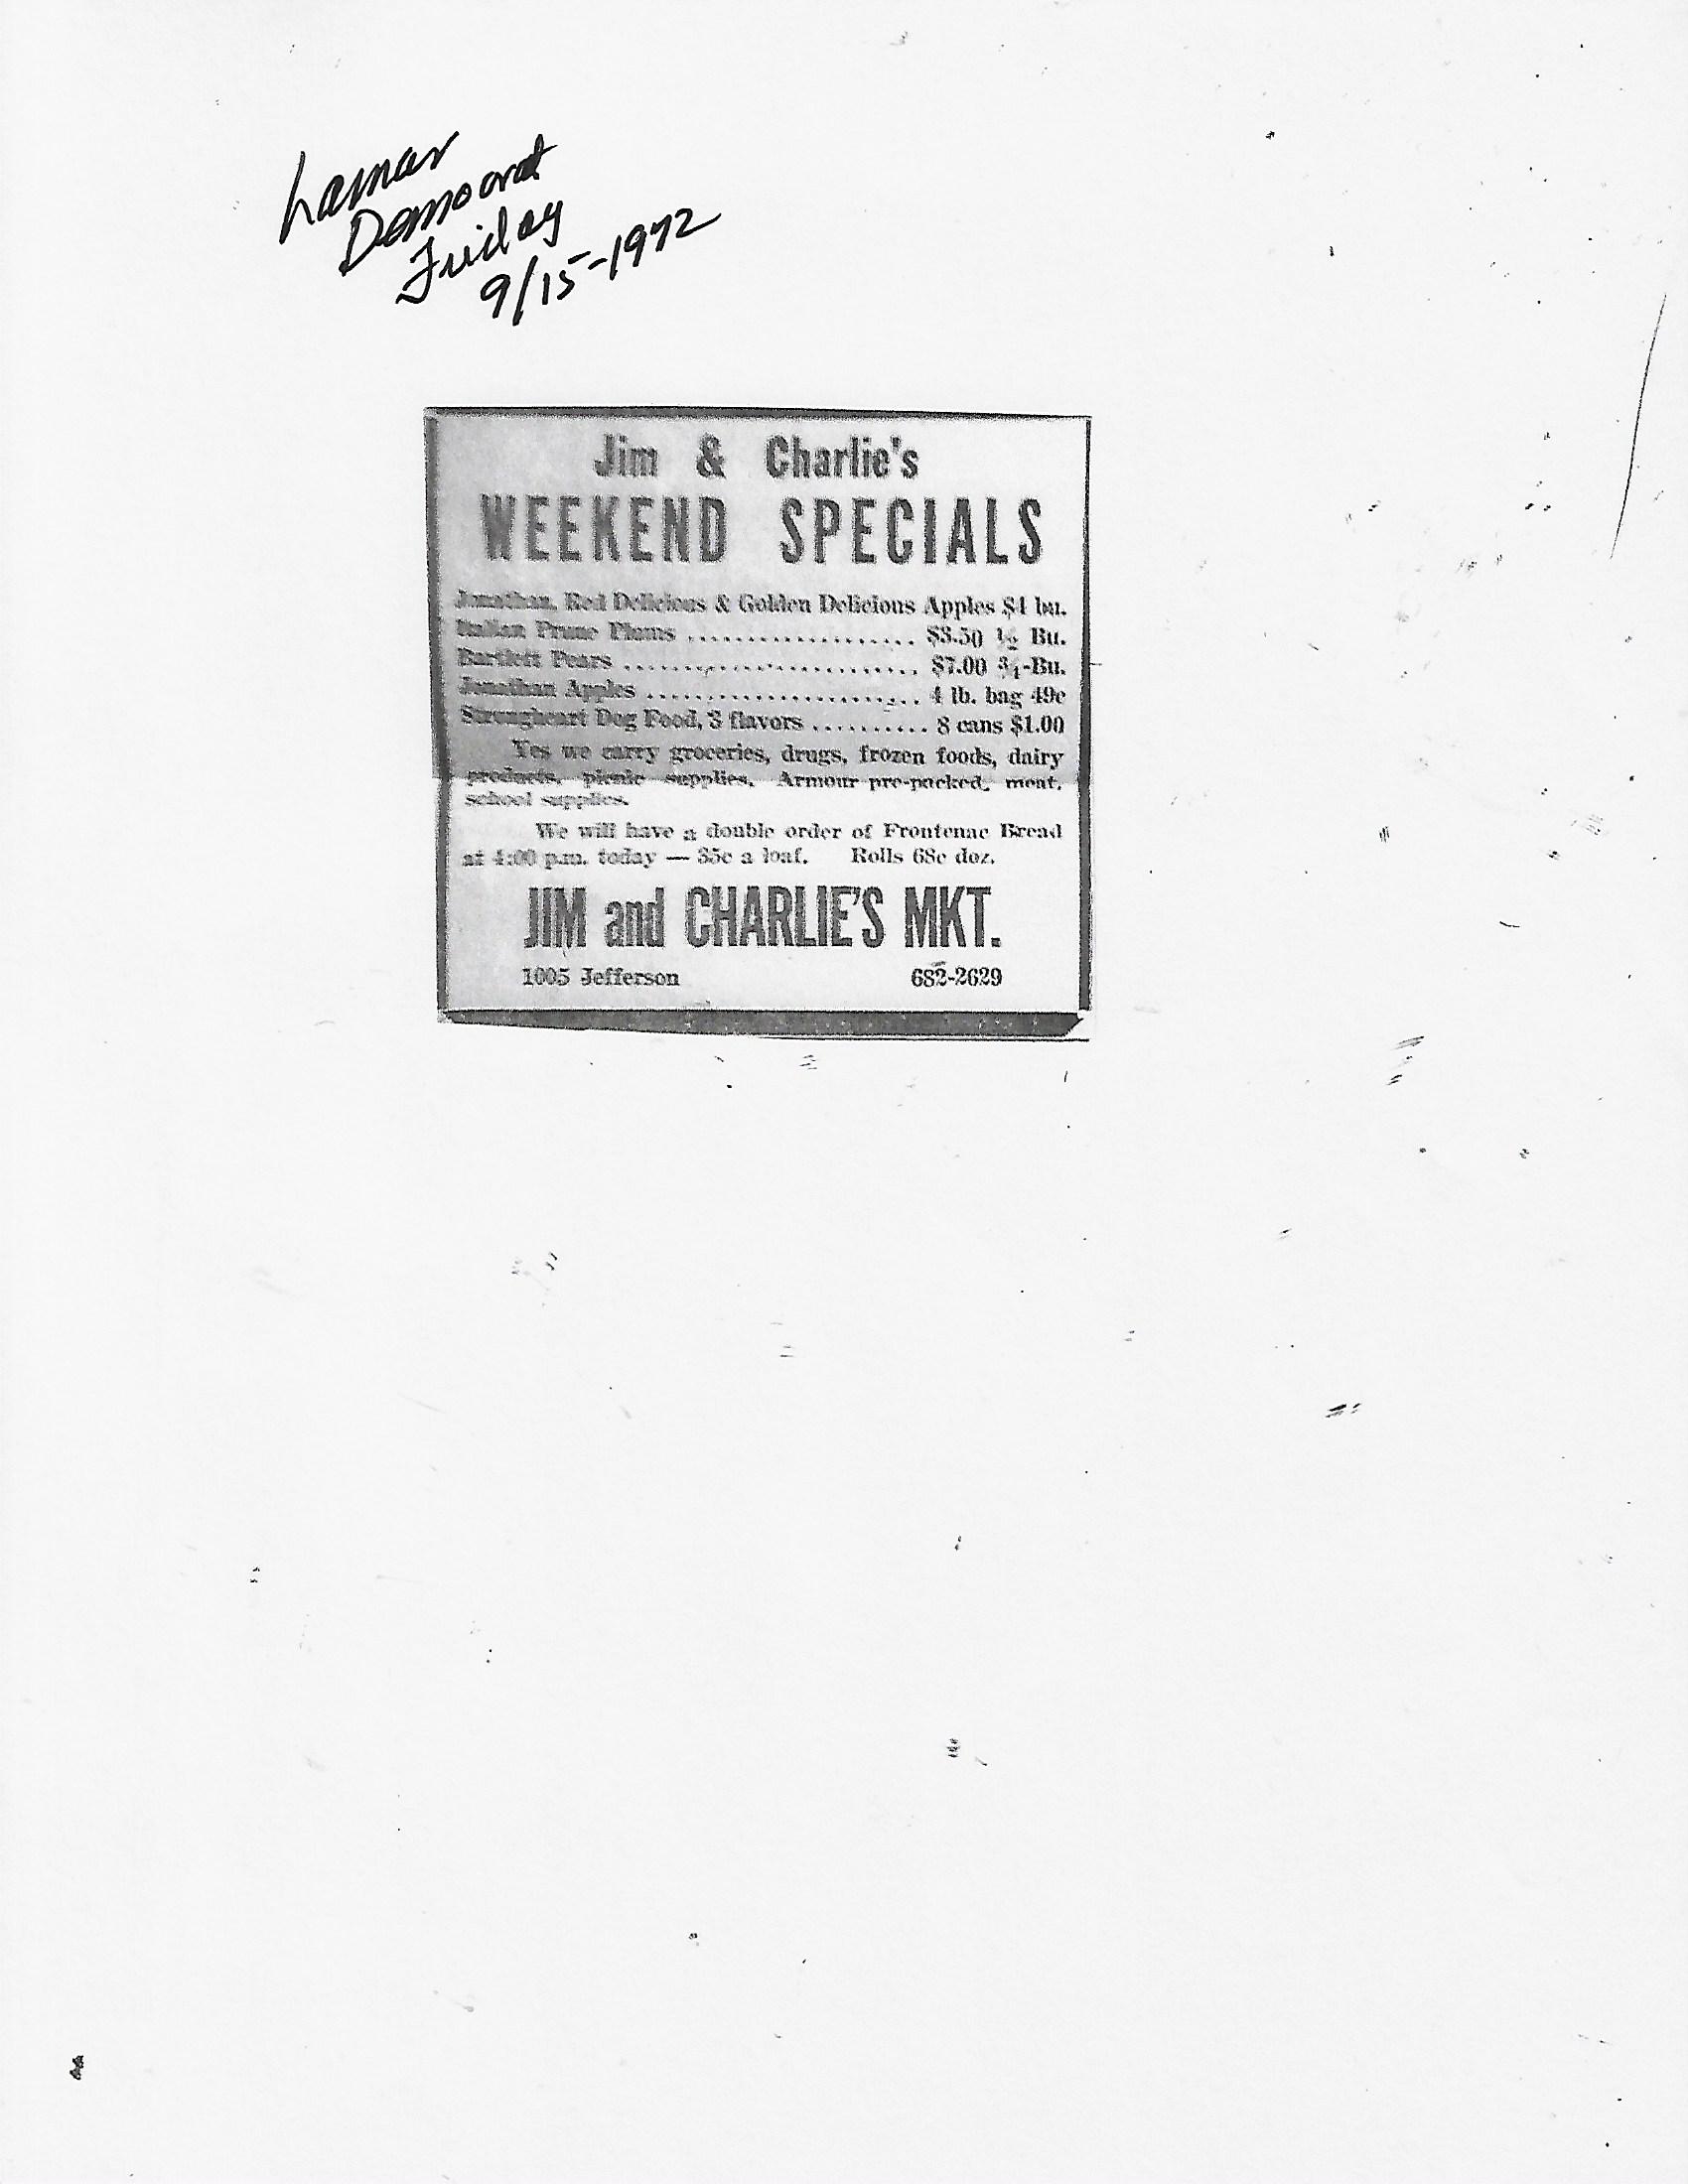 Lamar
Democrat
Friday
9/15-1972
Jim & Charlie's
WEEKEND SPECIALS
Jonathan, Red Delicious & Golden Delicious Apples $4 bu.
Italian Prune Plums ................... $3.50 ½ Bu.
Bartlett Pears ......................... $7.00 ¾-Bu.
Jonathan Apples ....................... 4 lb. bag 49c
Strongheart Dog Food, 3 flavors .......... 8 cans $1.00
Yes we carry groceries, drugs, frozen foods, dairy
products, picnic supplies, Armour pre-packed, meat,
school supplies.
We will have a double order of Frontenac Bread
at 4:00 p.m. today — 35c a loaf. Rolls 68c doz.
JIM and CHARLIE'S MKT.
1005 Jefferson 682-2629